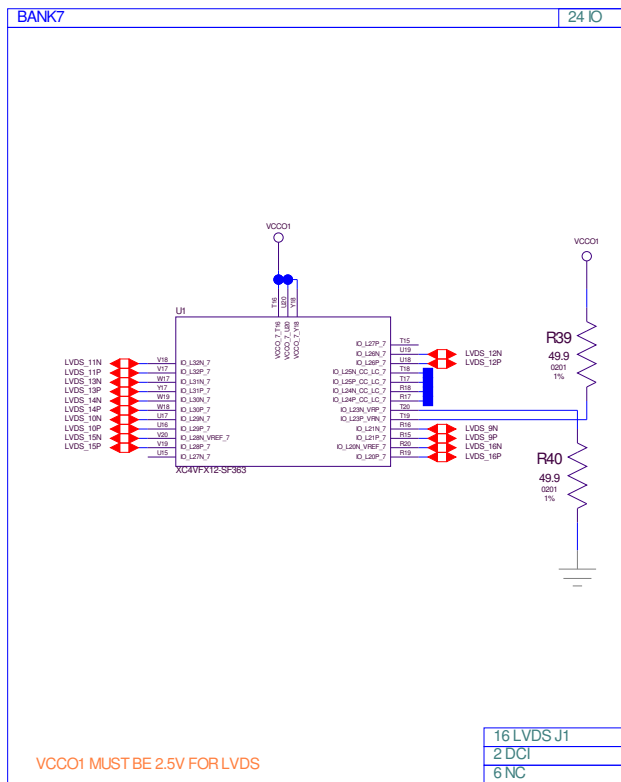 BANK7 24 IO
VCCO1
VCCO1
U1
T16 U20 Y18
VCCO_7_T16 VCCO_7_U20 VCCO_7_Y18
IO_L27P_7 T15
IO_L26N_7 U19 LVDS_12N
LVDS_11N V18 IO_L32N_7 IO_L26P_7 U18 LVDS_12P
LVDS_11P V17 IO_L32P_7 IO_L25N_CC_LC_7 T18
LVDS_13N W17 IO_L31N_7 IO_L25P_CC_LC_7 T17
LVDS_13P Y17 IO_L31P_7 IO_L24N_CC_LC_7 R18
LVDS_14N W19 IO_L30N_7 IO_L24P_CC_LC_7 R17
LVDS_14P W18 IO_L30P_7 IO_L23N_VRP_7 T20
LVDS_10N U17 IO_L29N_7 IO_L23P_VRN_7 T19
LVDS_10P U16 IO_L29P_7 IO_L21N_7 R16 LVDS_9N
LVDS_15N V20 IO_L28N_VREF_7 IO_L21P_7 R15 LVDS_9P
LVDS_15P V19 IO_L28P_7 IO_L20N_VREF_7 R20 LVDS_16N
U15 IO_L27N_7 IO_L20P_7 R19 LVDS_16P
XC4VFX12-SF363
R39
49.9
0201
1%
R40
49.9
0201
1%
16 LVDS J1
2 DCI
6 NC
VCCO1 MUST BE 2.5V FOR LVDS